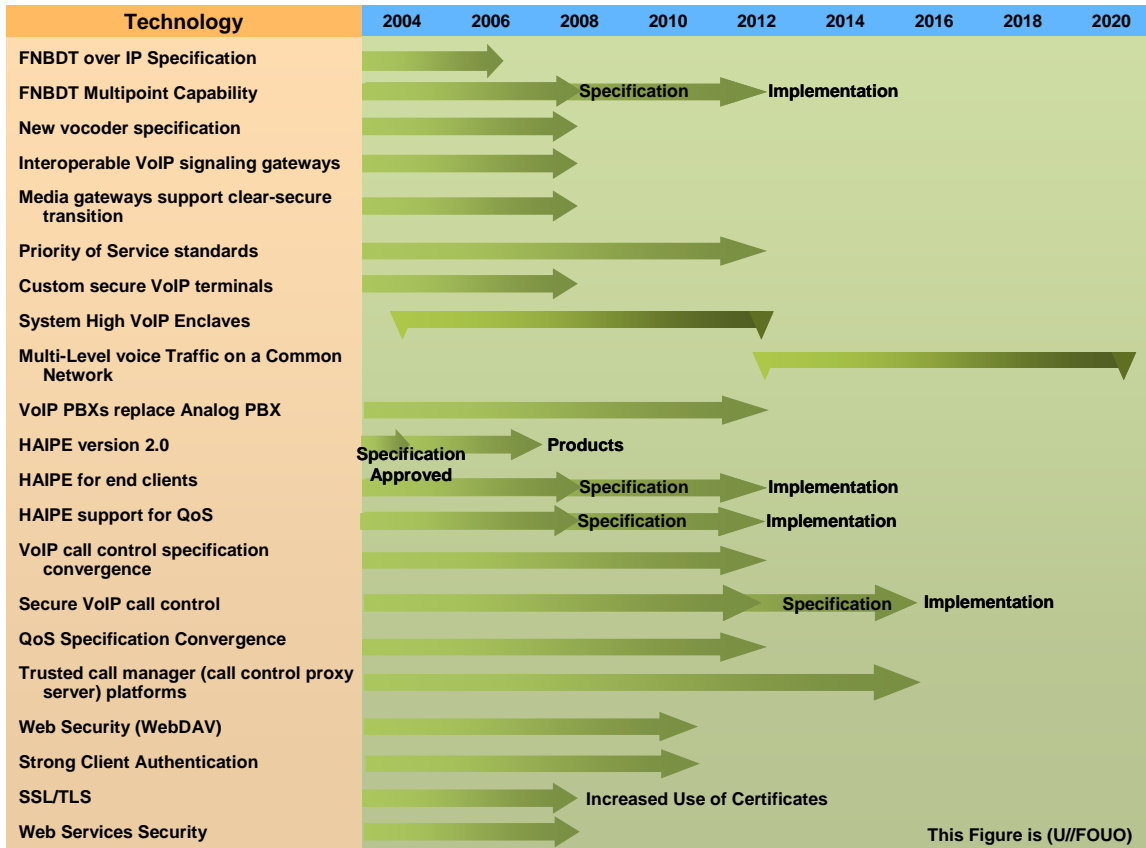 Technology 2004 2006 2008 2010 2012 2014 2016 2018 2020
FNBDT over IP Specification
FNBDT Multipoint Capability Specification Implementation
New vocoder specification
Interoperable VoIP signaling gateways
Media gateways support clear-secure
transition
Priority of Service standards
Custom secure VoIP terminals
System High VoIP Enclaves
Multi-Level voice Traffic on a Common
Network
VoIP PBXs replace Analog PBX
HAIPE version 2.0 Products
Specification
Approved
HAIPE for end clients Specification Implementation
HAIPE support for QoS Specification Implementation
VoIP call control specification
convergence
Secure VoIP call control Specification Implementation
QoS Specification Convergence
Trusted call manager (call control proxy
server) platforms
Web Security (WebDAV)
Strong Client Authentication
SSL/TLS Increased Use of Certificates
Web Services Security
This Figure is (U//FOUO)